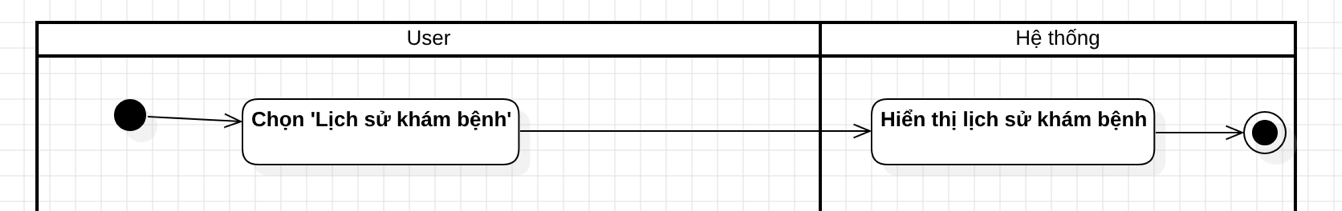 User
Hệ thống
Chọn 'Lịch sử khám bệnh'
Hiển thị lịch sử khám bệnh